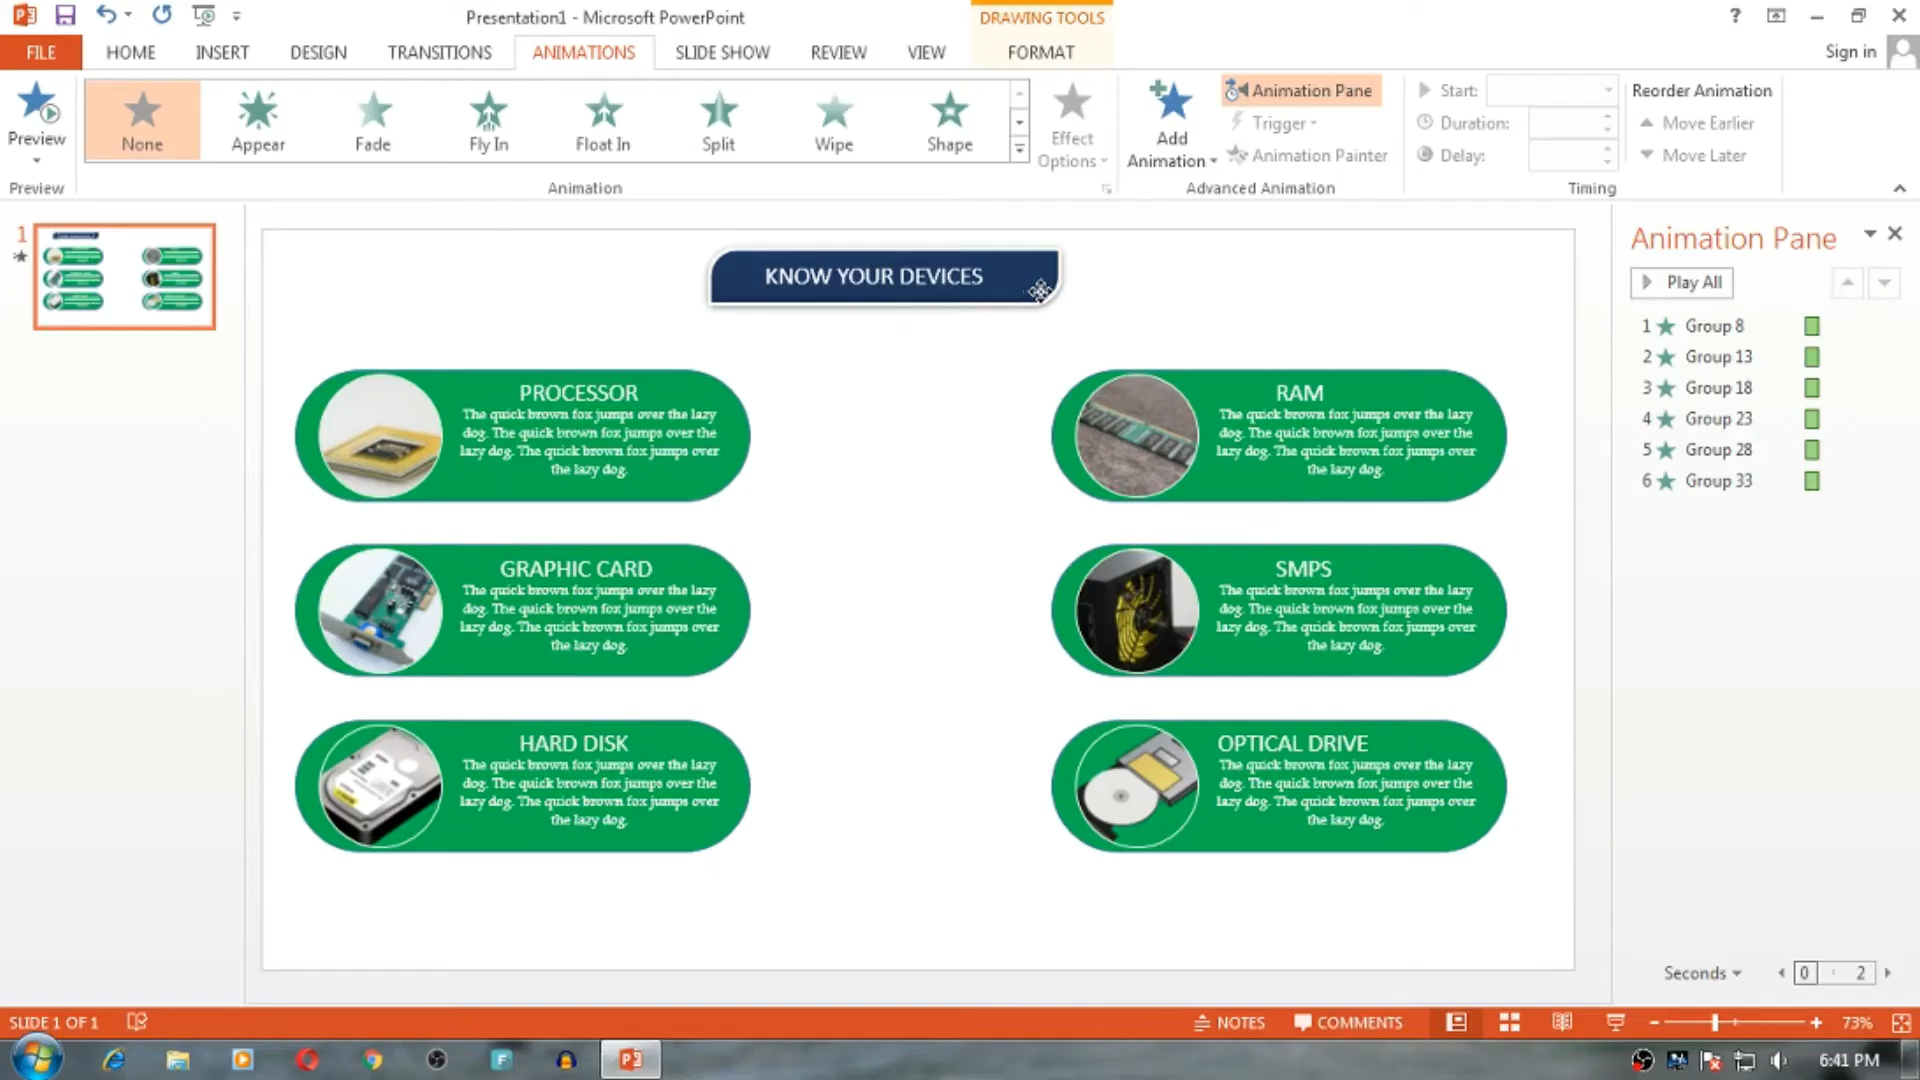 Presentation1 - Microsoft PowerPoint
DRAWING TOOLS
?
FILE
HOME
INSERT
DESIGN
TRANSITIONS
ANIMATIONS
SLIDE SHOW
REVIEW
VIEW
FORMAT
Sign in
Preview
None
Appear
Fade
Fly In
Float In
Split
Wipe
Shape
Effect
Options
Add
Animation
Animation Pane
Trigger
Animation Painter
Start:
Duration:
Delay:
Reorder Animation
Move Earlier
Move Later
Preview
Animation
Advanced Animation
Timing
1
KNOW YOUR DEVICES
PROCESSOR
The quick brown fox jumps over the lazy
dog. The quick brown fox jumps over the
lazy dog. The quick brown fox jumps over
the lazy dog.
RAM
The quick brown fox jumps over the lazy
dog. The quick brown fox jumps over the
lazy dog. The quick brown fox jumps over
the lazy dog.
GRAPHIC CARD
The quick brown fox jumps over the lazy
dog. The quick brown fox jumps over the
lazy dog. The quick brown fox jumps over
the lazy dog.
SMPS
The quick brown fox jumps over the lazy
dog. The quick brown fox jumps over the
lazy dog. The quick brown fox jumps over
the lazy dog.
HARD DISK
The quick brown fox jumps over the lazy
dog. The quick brown fox jumps over the
lazy dog. The quick brown fox jumps over
the lazy dog.
OPTICAL DRIVE
The quick brown fox jumps over the lazy
dog. The quick brown fox jumps over the
lazy dog. The quick brown fox jumps over
the lazy dog.
Animation Pane
Play All
1 Group 8
2 Group 13
3 Group 18
4 Group 23
5 Group 28
6 Group 33
Seconds 0 2
SLIDE 1 OF 1
NOTES
COMMENTS
73%
6:41 PM